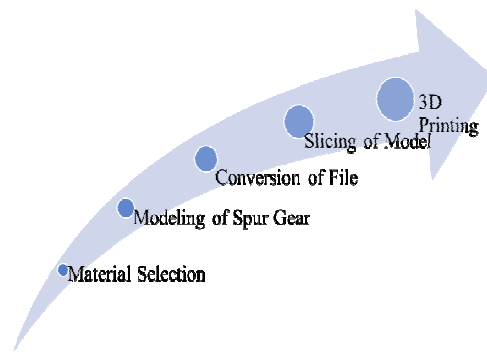 3D
Printing
Slicing of Model
Conversion of File
Modeling of Spur Gear
Material Selection